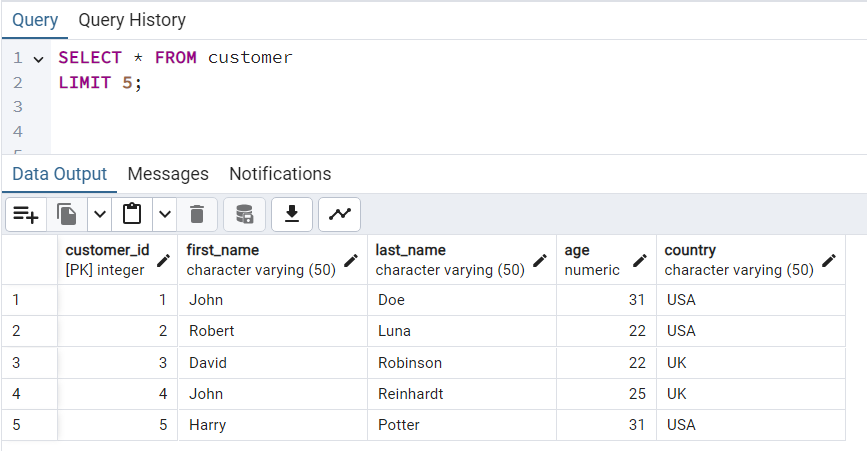 Query Query History
1 SELECT * FROM customer
2 LIMIT 5;
3
4
Data Output Messages Notifications
customer_id first_name last_name age country
[PK] integer character varying (50) character varying (50) numeric character varying (50)
1 1 John Doe 31 USA
2 2 Robert Luna 22 USA
3 3 David Robinson 22 UK
4 4 John Reinhardt 25 UK
5 5 Harry Potter 31 USA